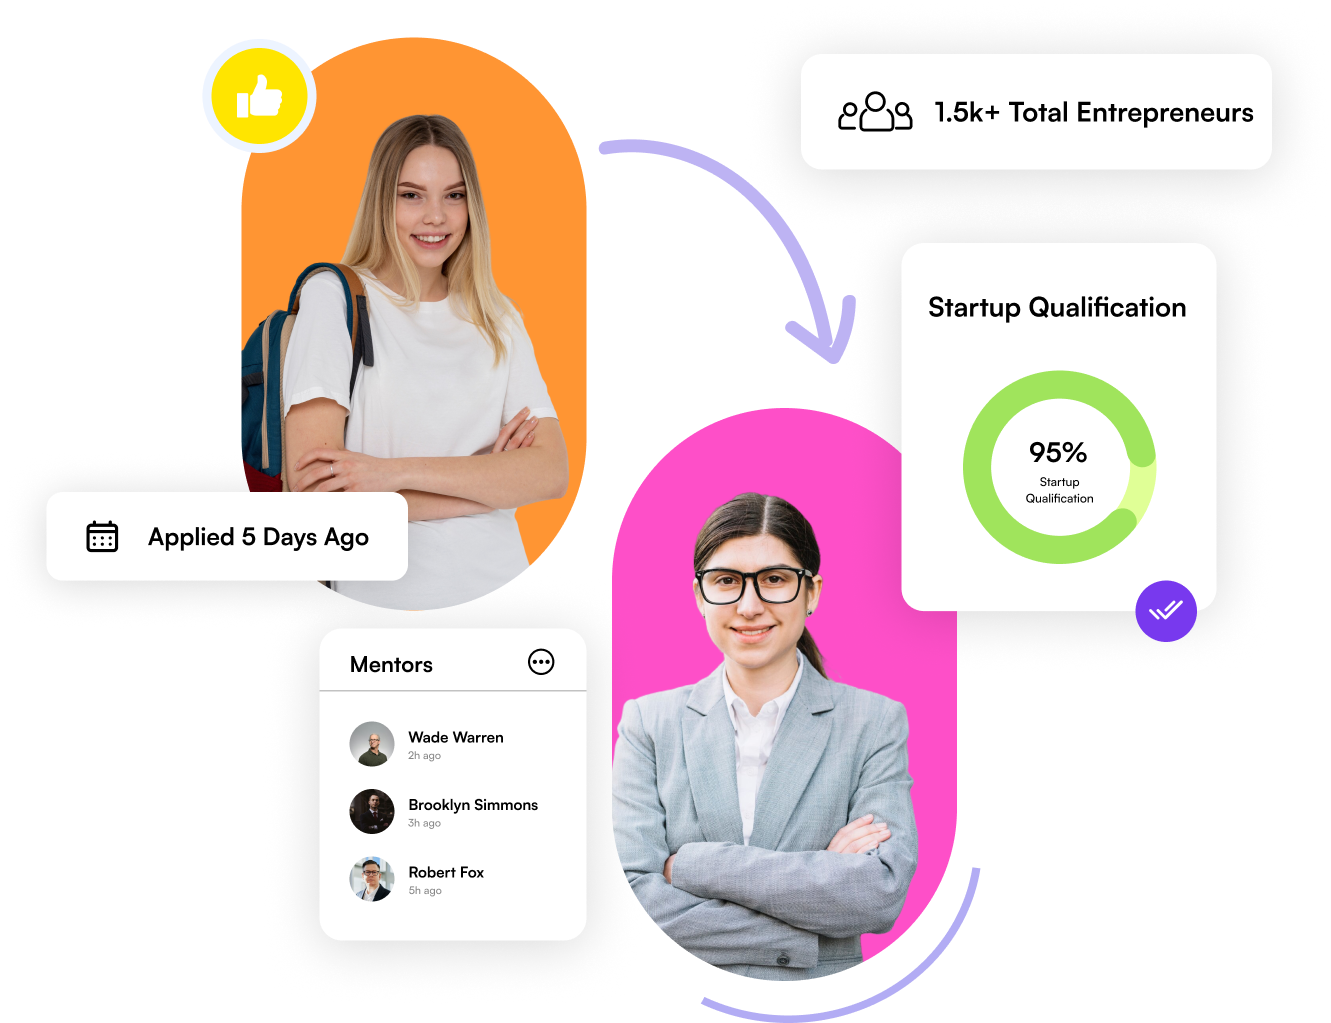 1.5k+ Total Entrepreneurs
Startup Qualification
95%
Startup
Qualification
Applied 5 Days Ago
Mentors
Wade Warren
2h ago
Brooklyn Simmons
3h ago
Robert Fox
5h ago